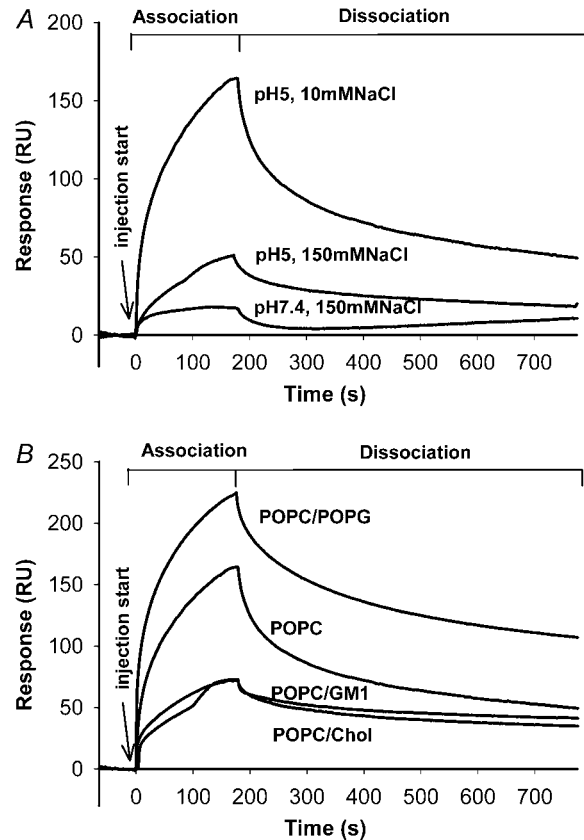 A
Association
Dissociation
200
150
100
50
0
Response (RU)
injection start
pH5, 10mMNaCl
pH5, 150mMNaCl
pH7.4, 150mMNaCl
0 100 200 300 400 500 600 700
Time (s)
B
Association
Dissociation
250
200
150
100
50
0
Response (RU)
injection start
POPC/POPG
POPC
POPC/GM1
POPC/Chol
0 100 200 300 400 500 600 700
Time (s)